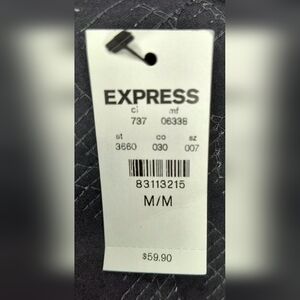 EXPRESS
cl mf
737 06338
st co sz
3660 030 007
83113215
M/M
$59.90